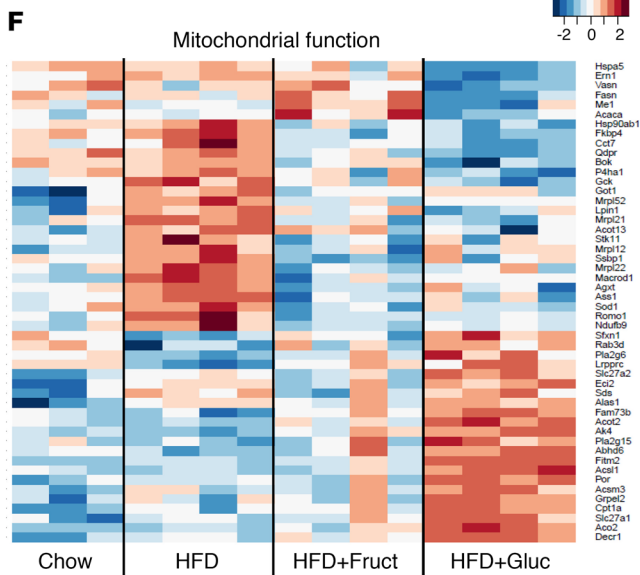 F
-2 0 2
Mitochondrial function
Hspa5
Ern1
Vasn
Fasn
Me1
Acaca
Hsp90ab1
Fkbp4
Cct7
Qdpr
Bok
P4ha1
Gck
Got1
Mrpl52
Lpin1
Mrpl21
Acot13
Stk11
Mrpl12
Ssbp1
Mrpl22
Macrod1
Agxt
Ass1
Sod1
Romo1
Ndufb9
Sfxn1
Rab3d
Pla2g6
Lrpprc
Slc27a2
Eci2
Sds
Alas1
Fam73b
Acot2
Ak4
Pla2g15
Abhd6
Fitm2
Acsl1
Por
Acsm3
Grpel2
Cpt1a
Slc27a1
Aco2
Decr1
Chow HFD HFD+Fruct HFD+Gluc